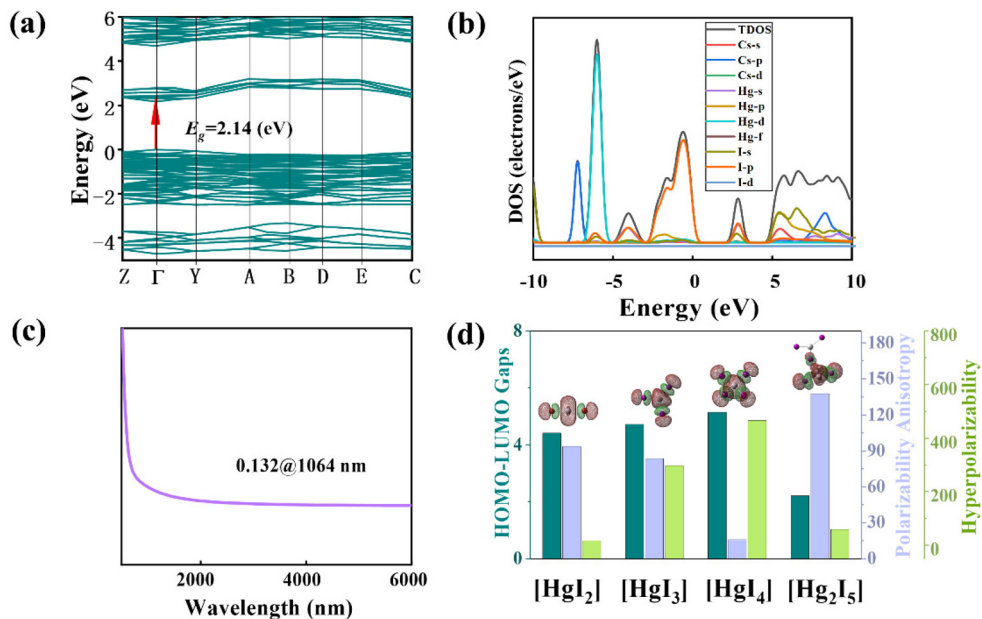 (a)
6
4
2
0
−2
−4
Energy (eV)
Eg=2.14 (eV)
Z Γ Y A B D E C
(b)
DOS (electrons/eV)
TDOS
Cs-s
Cs-p
Cs-d
Hg-s
Hg-p
Hg-d
Hg-f
I-s
I-p
I-d
-10 -5 0 5 10
Energy (eV)
(c)
0.132@1064 nm
2000 4000 6000
Wavelength (nm)
(d)
HOMO-LUMO Gaps
8
4
0
180
150
120
90
60
30
0
Polarizability Anisotropy
800
600
400
200
0
Hyperpolarizability
[HgI₂] [HgI₃] [HgI₄] [Hg₂I₅]